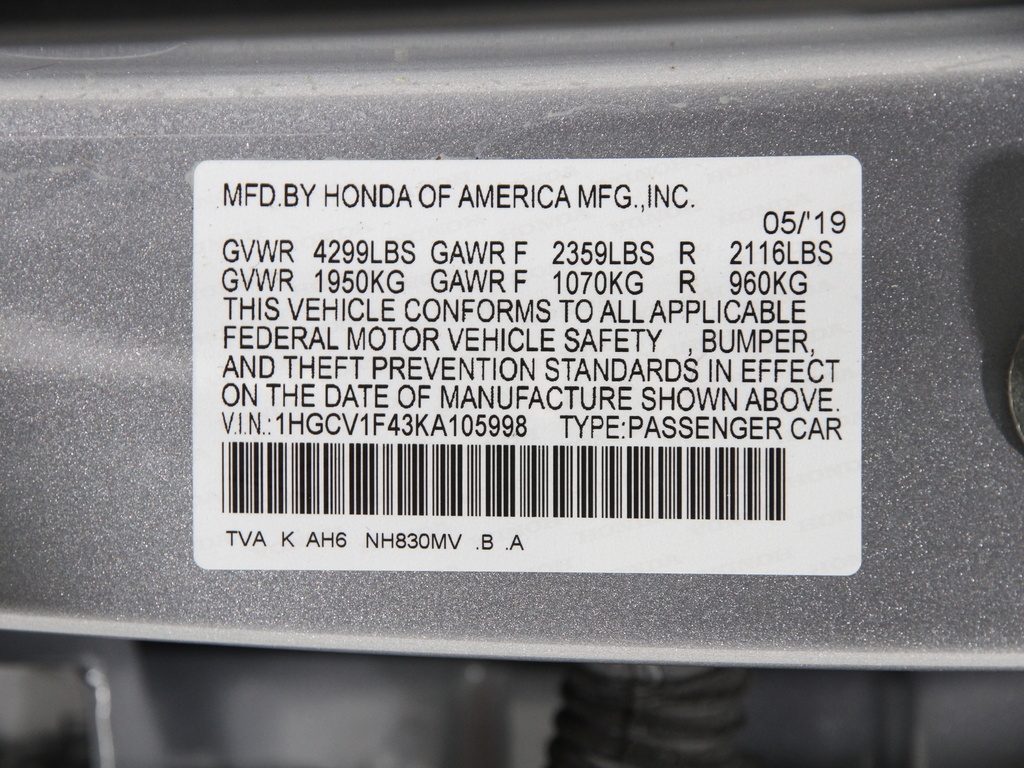 MFD.BY HONDA OF AMERICA MFG.,INC.
05/'19
GVWR 4299LBS GAWR F 2359LBS R 2116LBS
GVWR 1950KG GAWR F 1070KG R 960KG
THIS VEHICLE CONFORMS TO ALL APPLICABLE
FEDERAL MOTOR VEHICLE SAFETY , BUMPER,
AND THEFT PREVENTION STANDARDS IN EFFECT
ON THE DATE OF MANUFACTURE SHOWN ABOVE.
V.I.N.:1HGCV1F43KA105998 TYPE:PASSENGER CAR
TVA K AH6 NH830MV .B .A